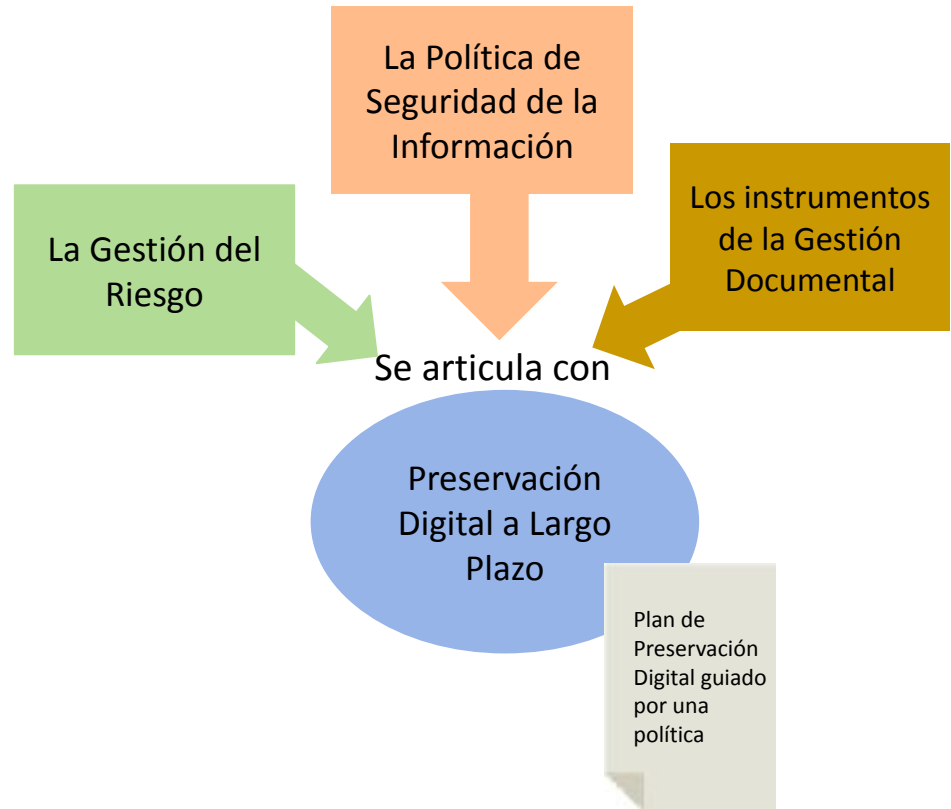 La Política de
Seguridad de la
Información
La Gestión del
Riesgo
Los instrumentos
de la Gestión
Documental
Se articula con
Preservación
Digital a Largo
Plazo
Plan de
Preservación
Digital guiado
por una
política